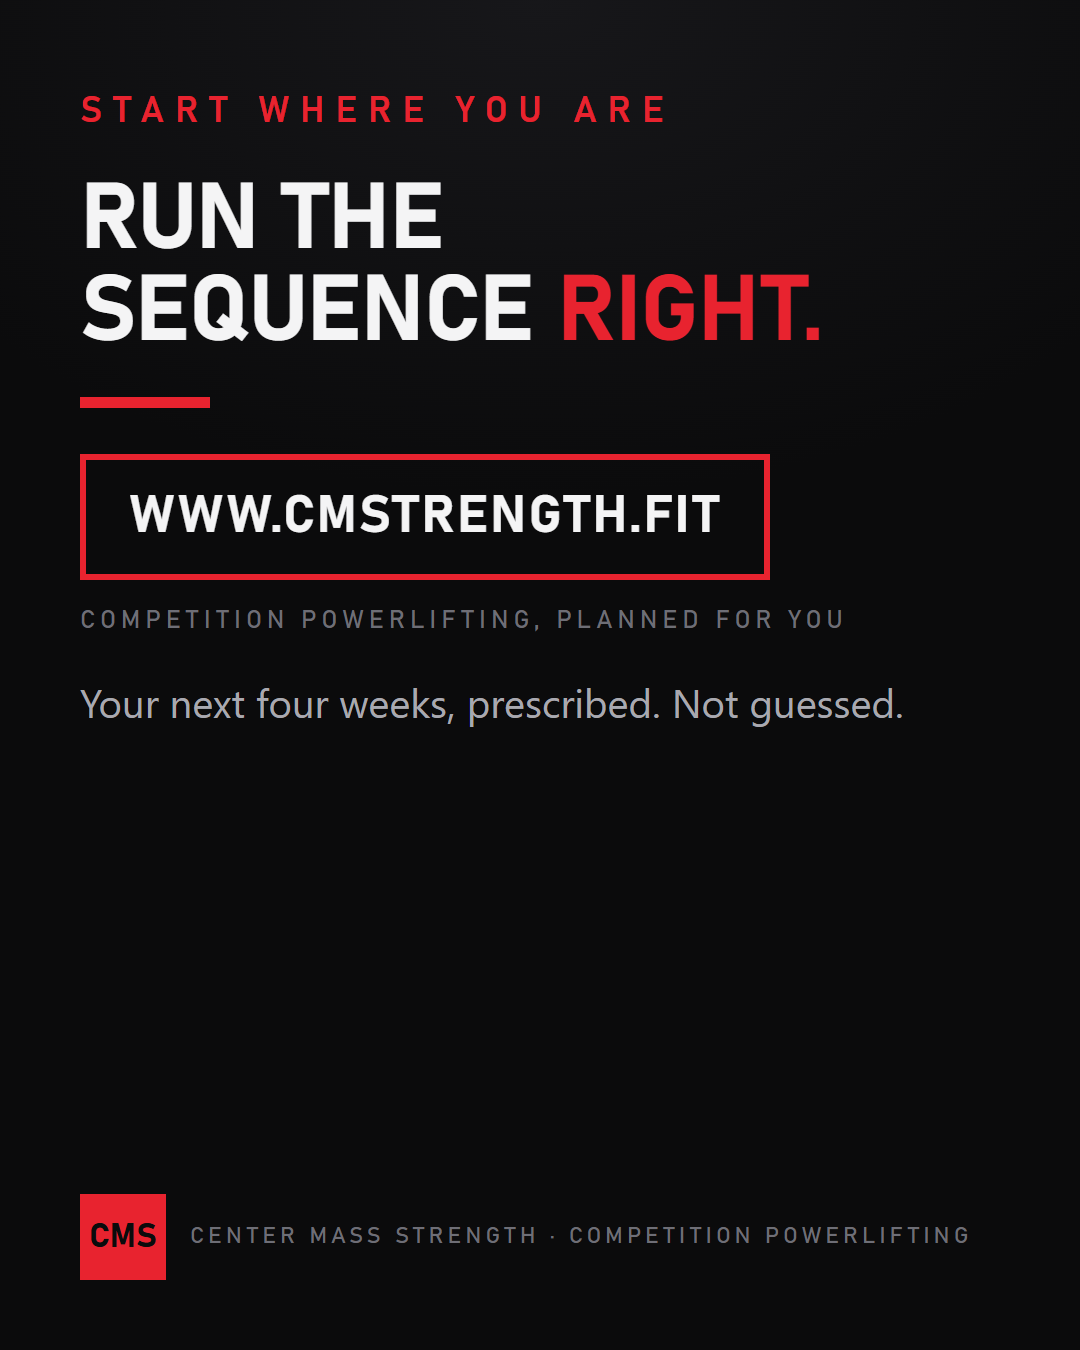 START WHERE YOU ARE
RUN THE
SEQUENCE RIGHT.
WWW.CMSTRENGTH.FIT
COMPETITION POWERLIFTING, PLANNED FOR YOU
Your next four weeks, prescribed. Not guessed.
CMS
CENTER MASS STRENGTH · COMPETITION POWERLIFTING